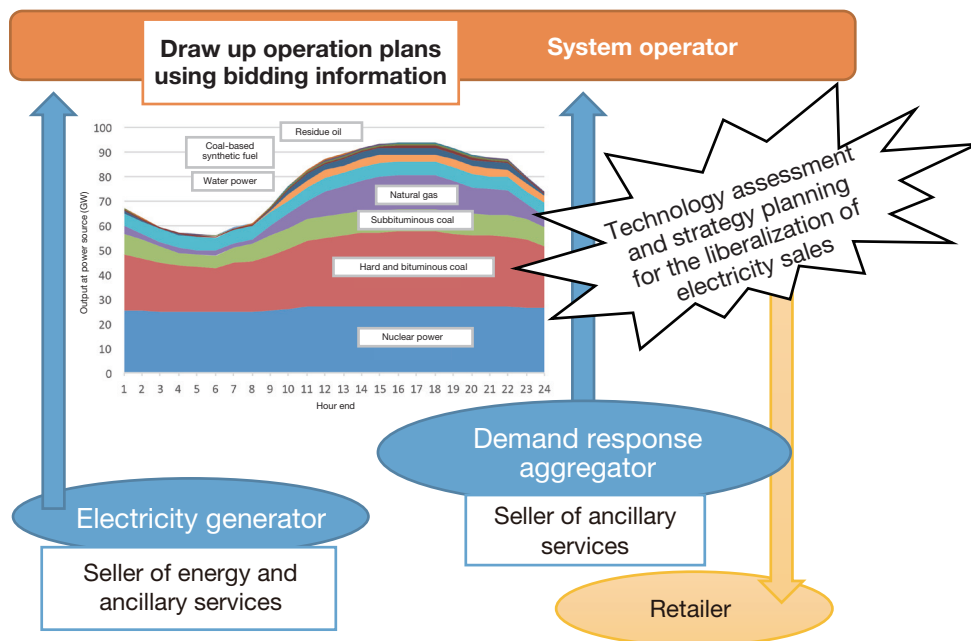 Draw up operation plans
using bidding information
System operator
Output at power source (GW)
100
90
80
70
60
50
40
30
20
10
0
Residue oil
Coal-based
synthetic fuel
Water power
Natural gas
Subbituminous coal
Hard and bituminous coal
Nuclear power
1 2 3 4 5 6 7 8 9 10 11 12 13 14 15 16 17 18 19 20 21 22 23 24
Hour end
Technology assessment
and strategy planning
for the liberalization of
electricity sales
Demand response
aggregator
Seller of ancillary
services
Electricity generator
Seller of energy and
ancillary services
Retailer